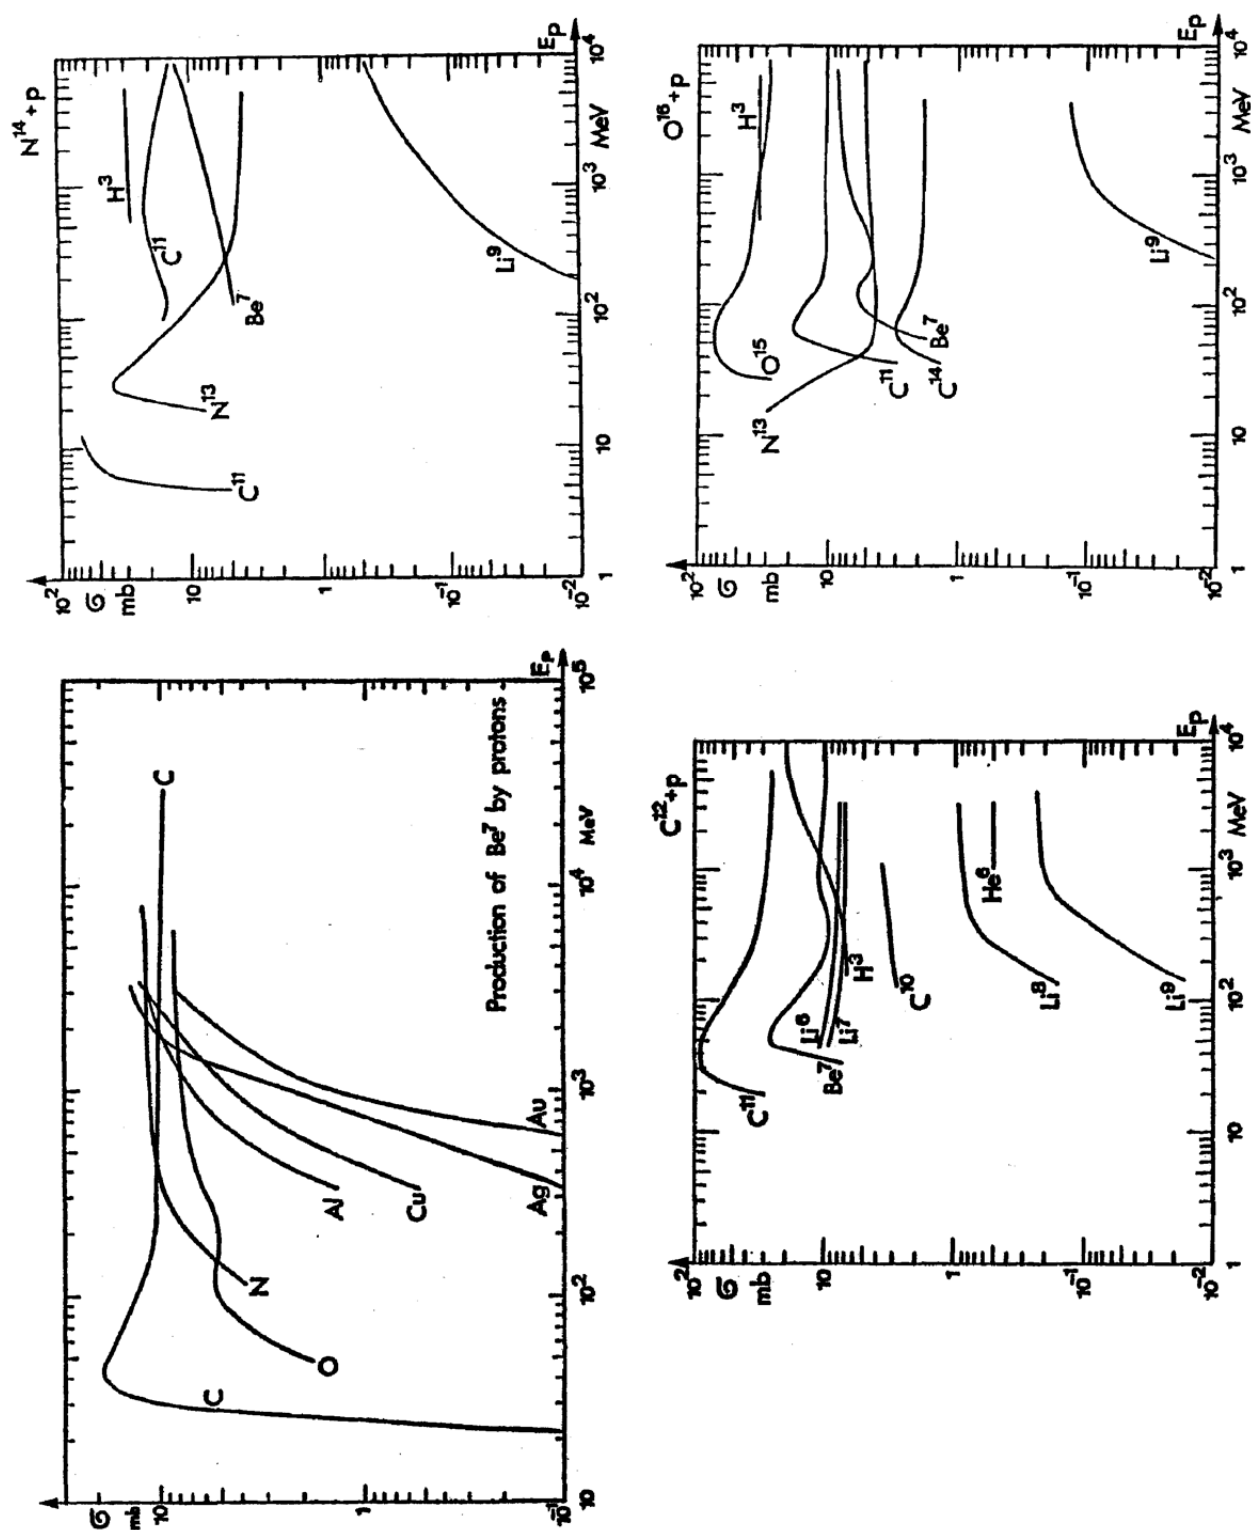 σ
mb
10
1
10⁻¹
C
C
N
O
Al
Cu
Ag
Au
Production of Be⁷ by protons.
10
10²
10³
10⁴
MeV
10⁵
Ep
N¹⁴+p
10²
σ
mb
10
1
10⁻¹
10⁻²
H³
C¹¹
Be⁷
N¹³
C¹¹
Li⁹
1
10
10²
10³
MeV
10⁴
Ep
C¹²+p
10²
σ
mb
10
1
10⁻¹
10⁻²
C¹¹
Be⁷
Li⁶
Li⁷
H³
C¹⁰
He⁶
Li⁸
Li⁹
1
10
10²
10³
MeV
10⁴
Ep
O¹⁶+p
10²
σ
mb
10
1
10⁻¹
10⁻²
H³
O¹⁵
N¹³
C¹¹
Be⁷
C¹⁴
Li⁹
1
10
10²
10³
MeV
10⁴
Ep